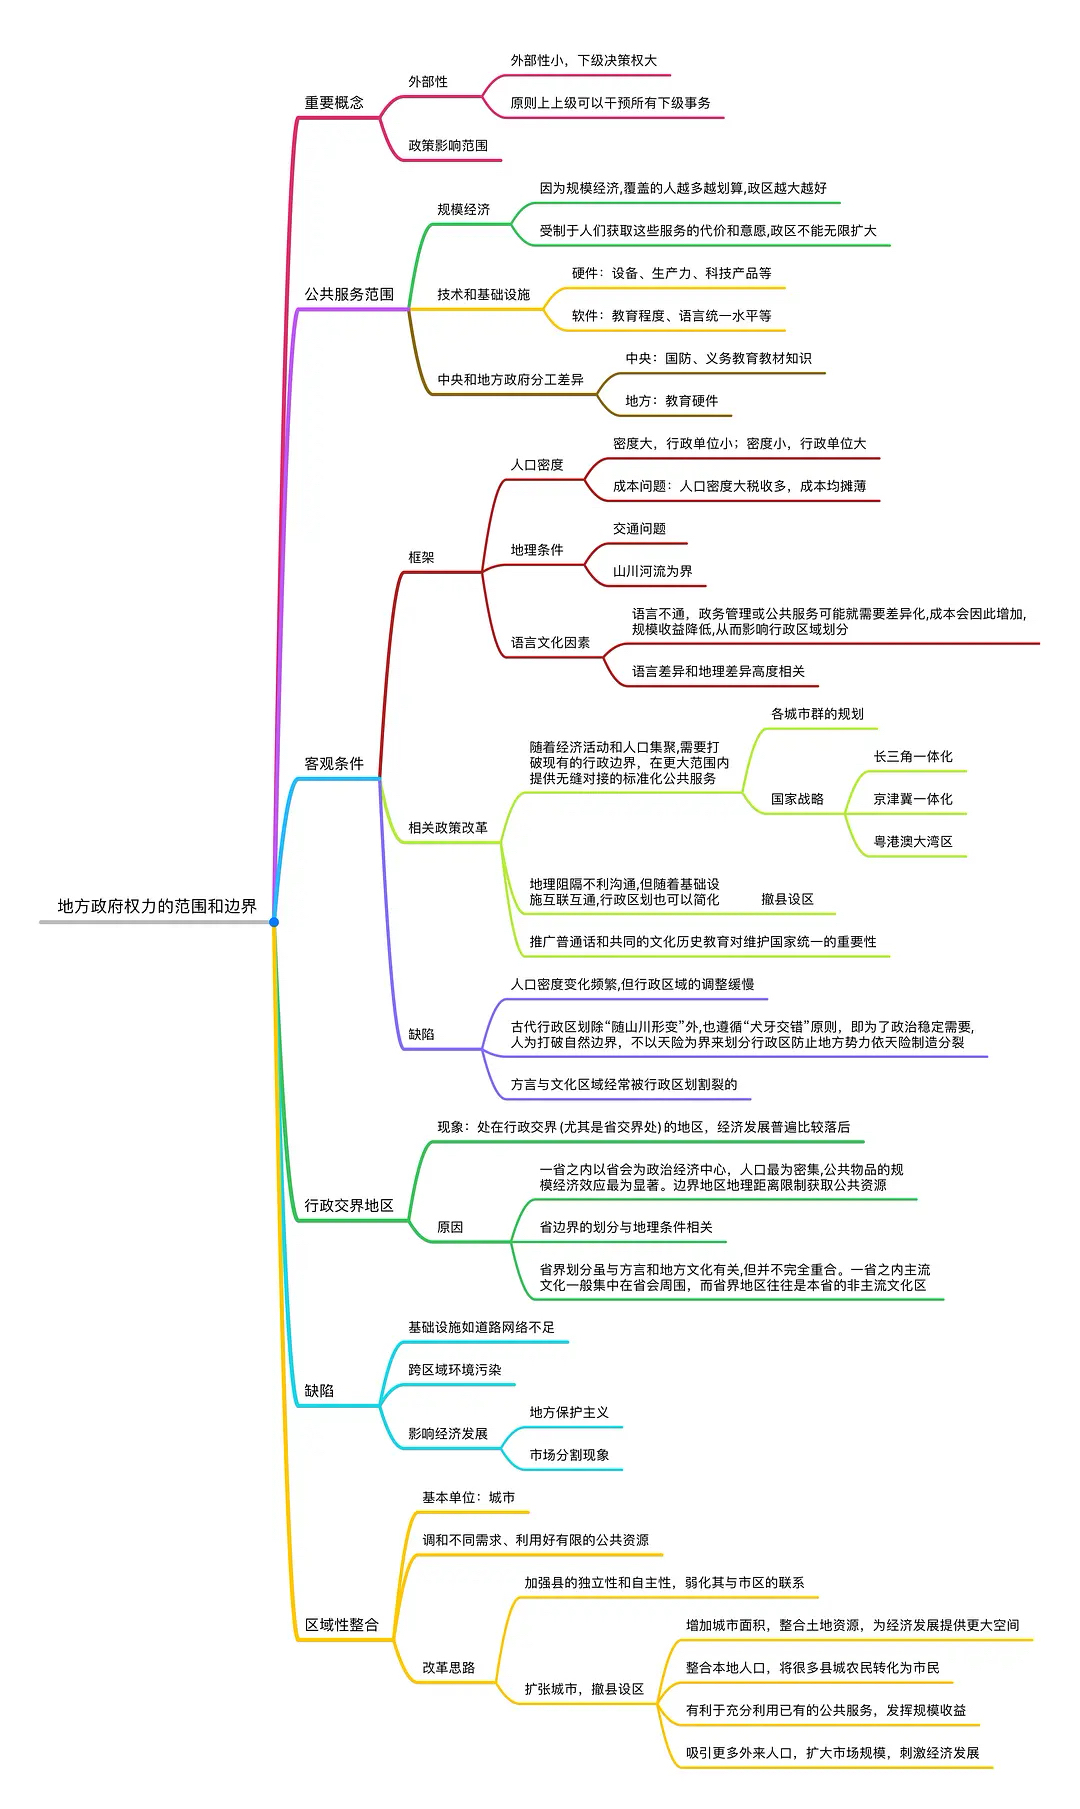 外部性小，下级决策权大
外部性
原则上上级可以干预所有下级事务
重要概念
政策影响范围
因为规模经济,覆盖的人越多越划算,政区越大越好
规模经济
受制于人们获取这些服务的代价和意愿,政区不能无限扩大
硬件：设备、生产力、科技产品等
公共服务范围
技术和基础设施
软件：教育程度、语言统一水平等
中央：国防、义务教育教材知识
中央和地方政府分工差异
地方：教育硬件
密度大，行政单位小；密度小，行政单位大
人口密度
成本问题：人口密度大税收多，成本均摊薄
交通问题
框架
地理条件
山川河流为界
语言不通，政务管理或公共服务可能就需要差异化,成本会因此增加,
规模收益降低,从而影响行政区域划分
语言文化因素
语言差异和地理差异高度相关
各城市群的规划
随着经济活动和人口集聚,需要打
破现有的行政边界，在更大范围内
提供无缝对接的标准化公共服务
长三角一体化
客观条件
国家战略
京津冀一体化
相关政策改革
粤港澳大湾区
地理阻隔不利沟通,但随着基础设
施互联互通,行政区划也可以简化
撤县设区
地方政府权力的范围和边界
推广普通话和共同的文化历史教育对维护国家统一的重要性
人口密度变化频繁,但行政区域的调整缓慢
缺陷
古代行政区划除“随山川形变”外,也遵循“犬牙交错”原则，即为了政治稳定需要,
人为打破自然边界，不以天险为界来划分行政区防止地方势力依天险制造分裂
方言与文化区域经常被行政区划割裂的
现象：处在行政交界 (尤其是省交界处) 的地区，经济发展普遍比较落后
行政交界地区
一省之内以省会为政治经济中心，人口最为密集,公共物品的规
模经济效应最为显著。边界地区地理距离限制获取公共资源
原因
省边界的划分与地理条件相关
省界划分虽与方言和地方文化有关,但并不完全重合。一省之内主流
文化一般集中在省会周围，而省界地区往往是本省的非主流文化区
基础设施如道路网络不足
跨区域环境污染
缺陷
地方保护主义
影响经济发展
市场分割现象
基本单位：城市
调和不同需求、利用好有限的公共资源
加强县的独立性和自主性，弱化其与市区的联系
区域性整合
增加城市面积，整合土地资源，为经济发展提供更大空间
改革思路
整合本地人口，将很多县城农民转化为市民
扩张城市，撤县设区
有利于充分利用已有的公共服务，发挥规模收益
吸引更多外来人口，扩大市场规模，刺激经济发展